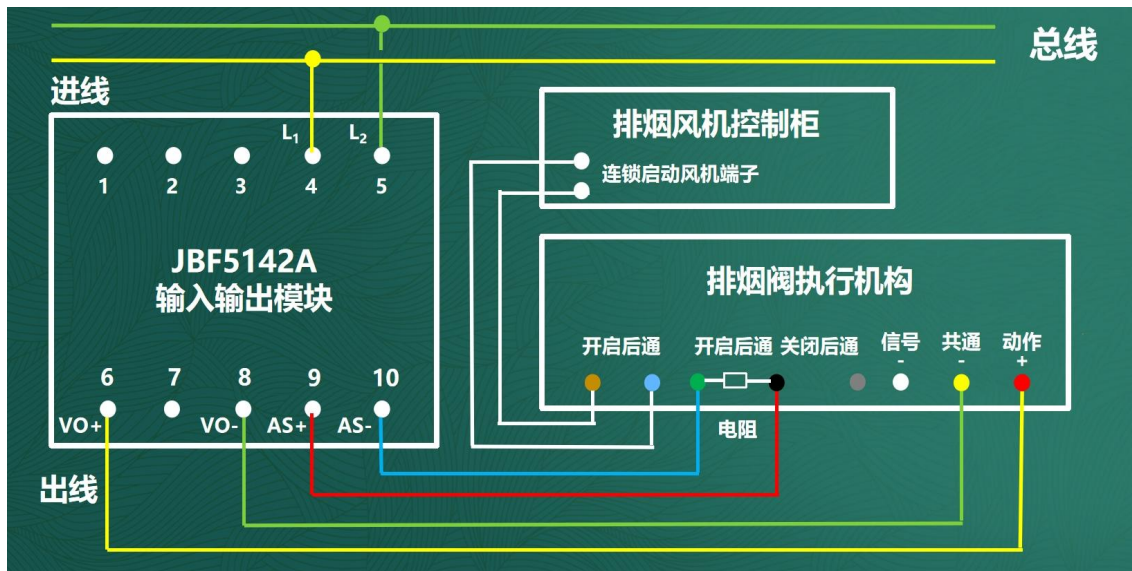 总线
进线
L₁ L₂
1 2 3 4 5
JBF5142A
输入输出模块
6 7 8 9 10
VO+ VO- AS+ AS-
出线
排烟风机控制柜
连锁启动风机端子
排烟阀执行机构
开启后通 开启后通 关闭后通 信号 共通 动作
- - +
电阻